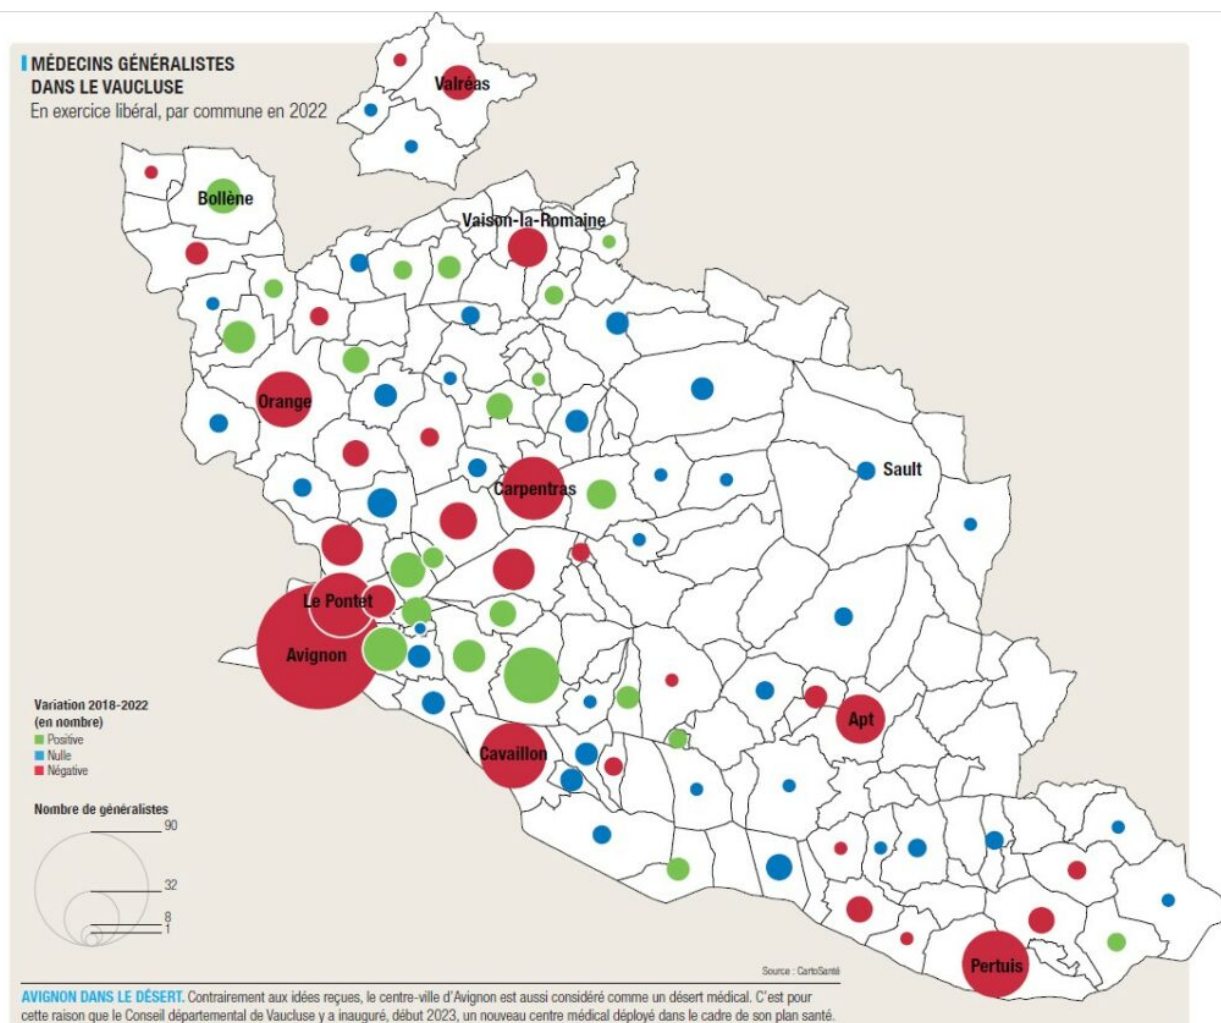 MÉDECINS GÉNÉRALISTES
DANS LE VAUCLUSE
En exercice libéral, par commune en 2022
Valréas
Bollène
Vaison-la-Romaine
Orange
Carpentras
Sault
Le Pontet
Avignon
Apt
Cavaillon
Pertuis
Variation 2018-2022
(en nombre)
Positive
Nulle
Négative
Nombre de généralistes
90
32
8
1
Source : CartoSanté
AVIGNON DANS LE DÉSERT. Contrairement aux idées reçues, le centre-ville d'Avignon est aussi considéré comme un désert médical. C'est pour
cette raison que le Conseil départemental de Vaucluse y a inauguré, début 2023, un nouveau centre médical déployé dans le cadre de son plan santé.